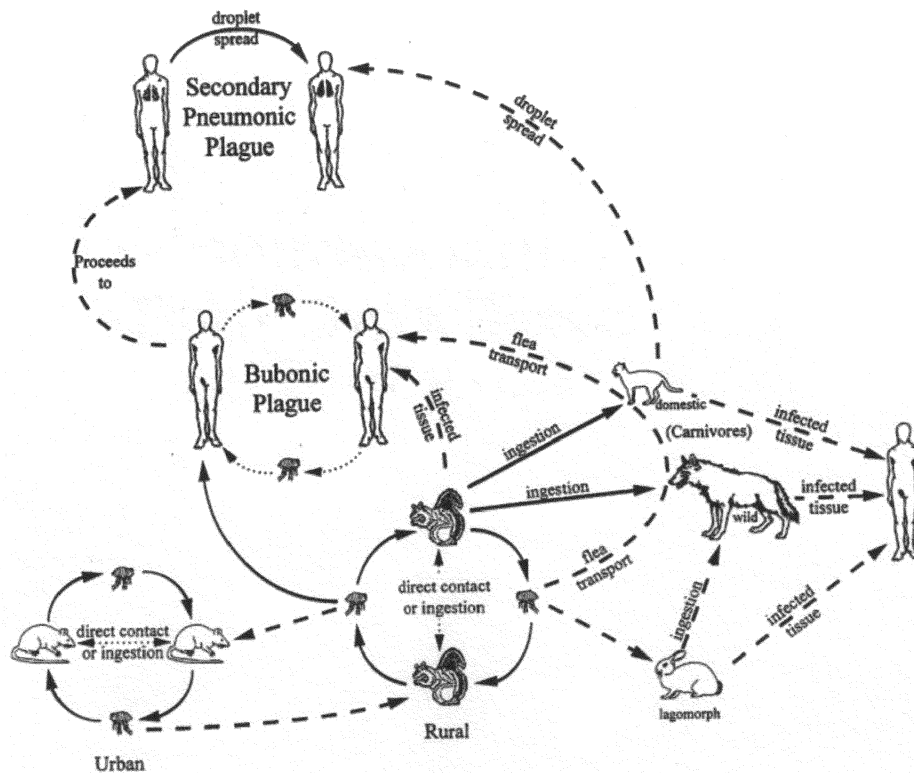 droplet
spread
Secondary
Pneumonic
Plague
droplet
spread
Proceeds
to
Bubonic
Plague
flea
transport
infected
tissue
ingestion
domestic
(Carnivores)
infected
tissue
ingestion
wild
infected
tissue
direct contact
or ingestion
flea
transport
direct contact
or ingestion
ingestion
infected
tissue
lagomorph
Rural
Urban